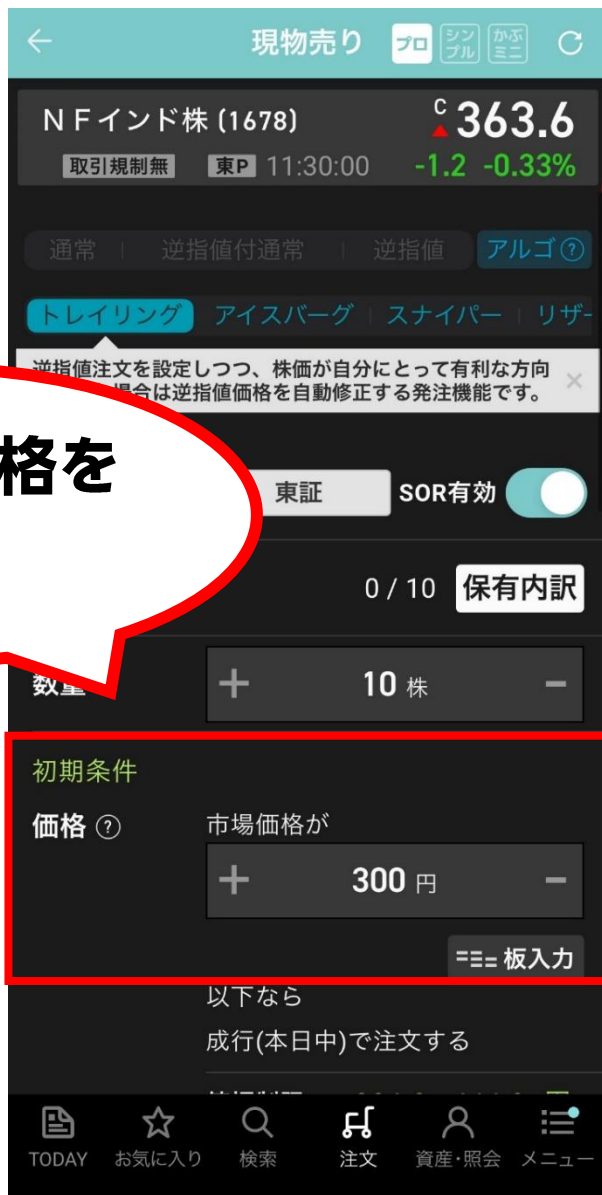 現物売り プロ シンプル かぶミニ
NFインド株 (1678) C 363.6
取引規制無 東P 11:30:00 -1.2 -0.33%
通常 逆指値付通常 逆指値 アルゴ?
トレイリング アイスバーグ スナイパー リザー
逆指値注文を設定しつつ、株価が自分にとって有利な方向
場合は逆指値価格を自動修正する発注機能です。
格を
東証 SOR有効
0 / 10 保有内訳
数量 + 10 株 -
初期条件
価格 ? 市場価格が
+ 300 円 -
板入力
以下なら
成行(本日中)で注文する
TODAY お気に入り 検索 注文 資産・照会 メニュー